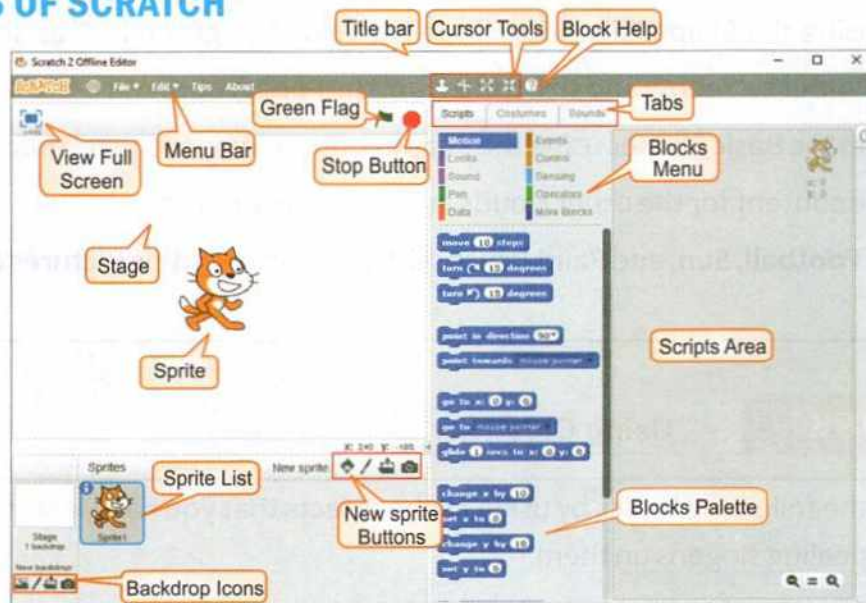 S OF SCRATCH
Title bar
Cursor Tools
Block Help
Scratch 2 Offline Editor
SCRATCH
File
Edit
Tips
About
Green Flag
Tabs
Scripts
Costumes
Sounds
View Full
Screen
Menu Bar
Stop Button
Motion
Events
Looks
Control
Sound
Sensing
Pen
Operators
Data
More Blocks
Blocks
Menu
Stage
move 10 steps
turn 15 degrees
turn 15 degrees
point in direction 90
point towards mouse-pointer
Scripts Area
Sprite
go to x: 0 y: 0
go to mouse-pointer
glide 1 secs to x: 0 y: 0
Sprites
New sprite
Sprite List
Sprite1
Stage
1 backdrop
New backdrop
New sprite
Buttons
change x by 10
set x to 0
change y by 10
set y to 0
Blocks Palette
Backdrop Icons